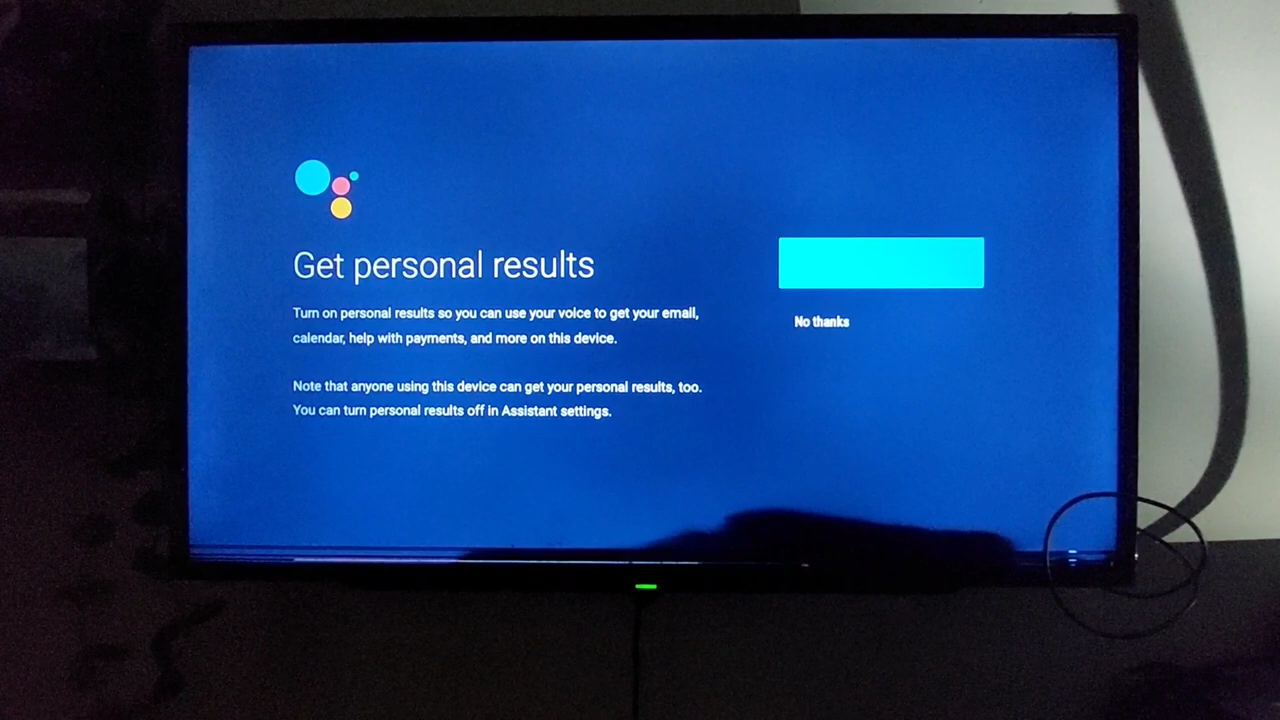 Get personal results
Turn on personal results so you can use your voice to get your email,
calendar, help with payments, and more on this device.
Note that anyone using this device can get your personal results, too.
You can turn personal results off in Assistant settings.
No thanks